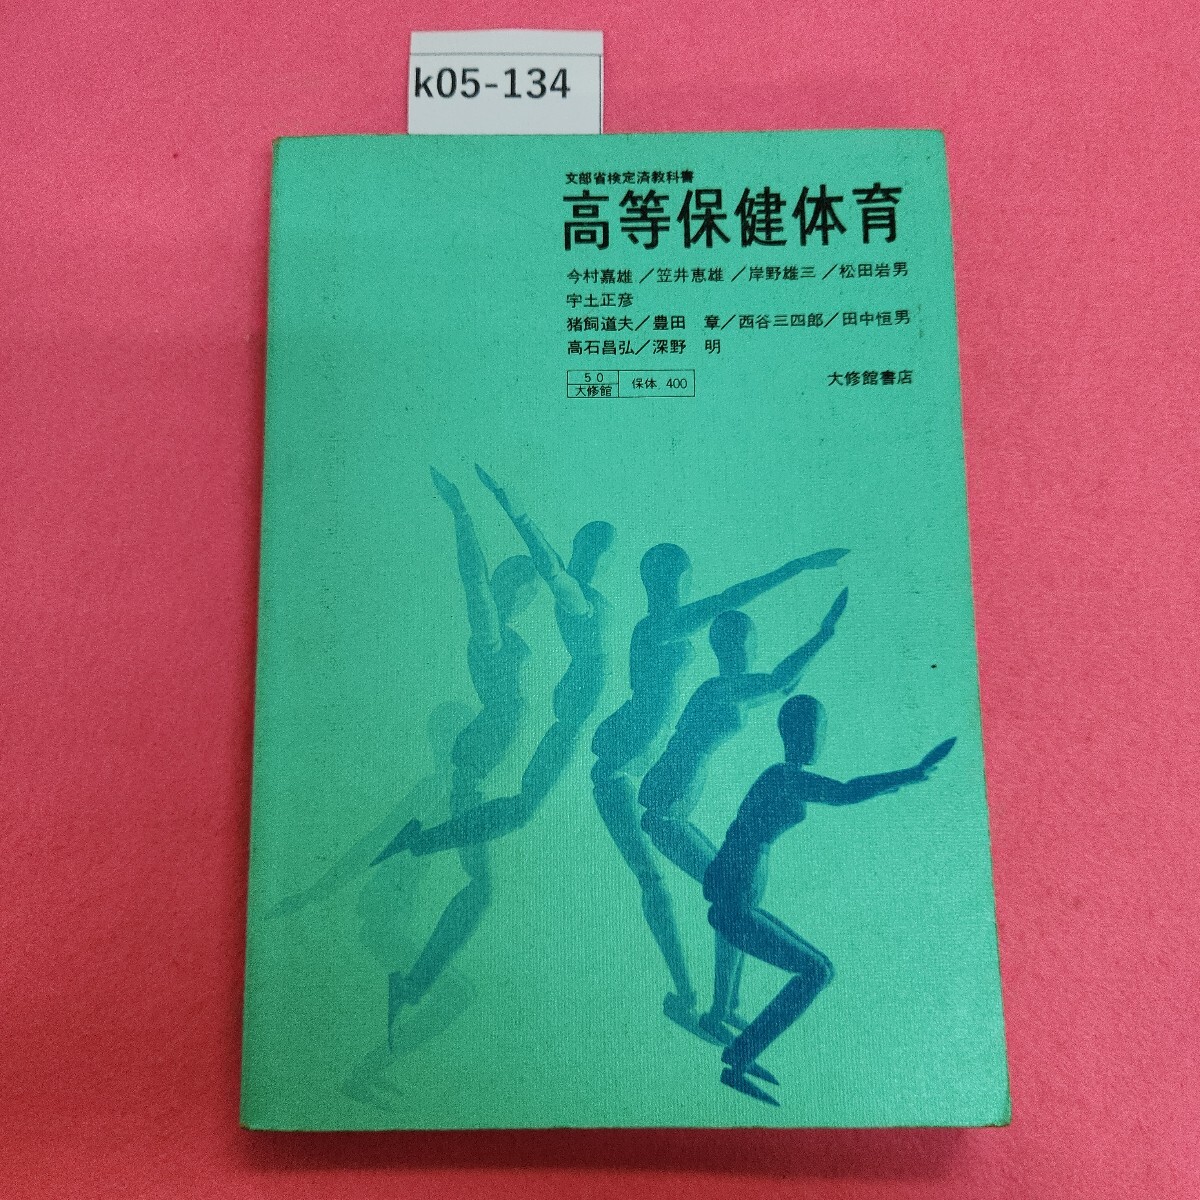 k05-134
文部省検定済教科書
高等保健体育
今村嘉雄／笠井恵雄／岸野雄三／松田岩男
宇土正彦
猪飼道夫／豊田　章／西谷三四郎／田中恒男
高石昌弘／深野　明
50
大修館
保体 400
大修館書店